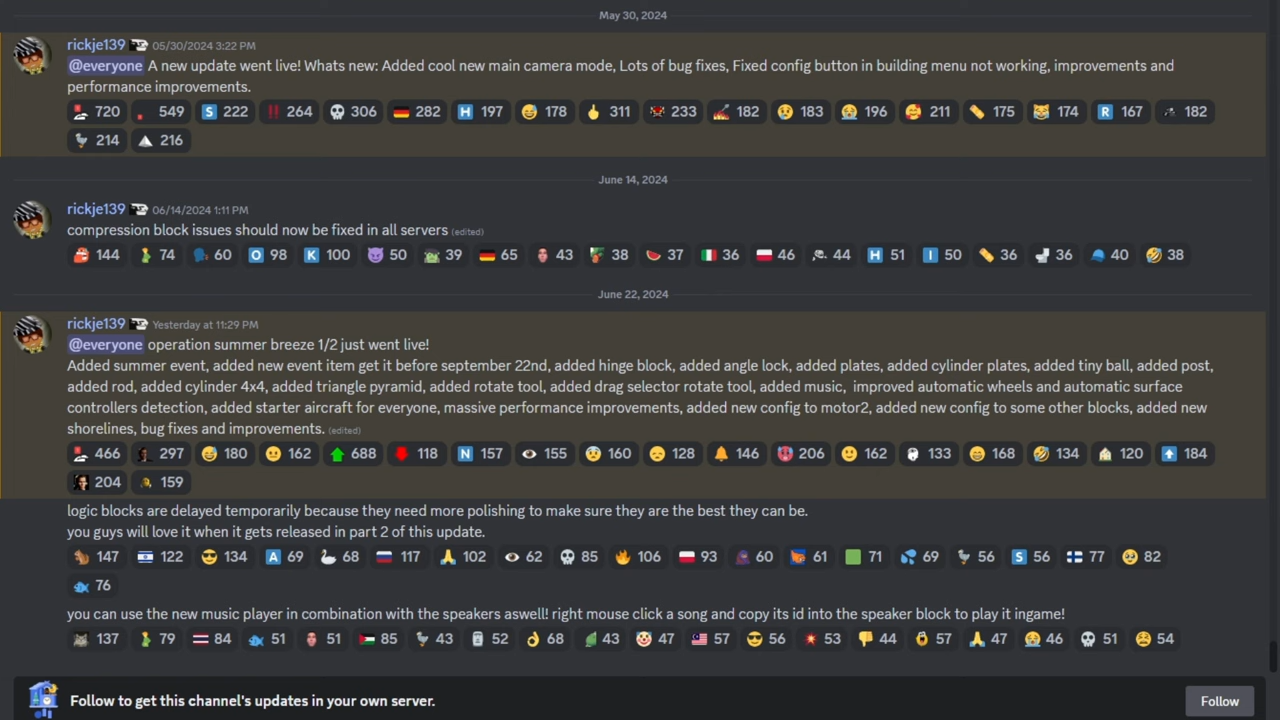 May 30, 2024
rickje139 05/30/2024 3:22 PM
@everyone A new update went live! Whats new: Added cool new main camera mode, Lots of bug fixes, Fixed config button in building menu not working, improvements and
performance improvements.
720 549 S 222 264 306 282 H 197 178 311 233 182 183 196 211 175 174 R 167 182
214 216
June 14, 2024
rickje139 06/14/2024 1:11 PM
compression block issues should now be fixed in all servers (edited)
144 74 60 O 98 K 100 50 39 65 43 38 37 36 46 44 H 51 I 50 36 36 40 38
June 22, 2024
rickje139 Yesterday at 11:29 PM
@everyone operation summer breeze 1/2 just went live!
Added summer event, added new event item get it before september 22nd, added hinge block, added angle lock, added plates, added cylinder plates, added tiny ball, added post,
added rod, added cylinder 4x4, added triangle pyramid, added rotate tool, added drag selector rotate tool, added music, improved automatic wheels and automatic surface
controllers detection, added starter aircraft for everyone, massive performance improvements, added new config to motor2, added new config to some other blocks, added new
shorelines, bug fixes and improvements. (edited)
466 297 180 162 688 118 N 157 155 160 128 146 206 162 133 168 134 120 184
204 159
logic blocks are delayed temporarily because they need more polishing to make sure they are the best they can be.
you guys will love it when it gets released in part 2 of this update.
147 122 134 A 69 68 117 102 62 85 106 93 60 61 71 69 56 S 56 77 82
76
you can use the new music player in combination with the speakers aswell! right mouse click a song and copy its id into the speaker block to play it ingame!
137 79 84 51 51 85 43 52 68 43 47 57 56 53 44 57 47 46 51 54
Follow to get this channel's updates in your own server.
Follow